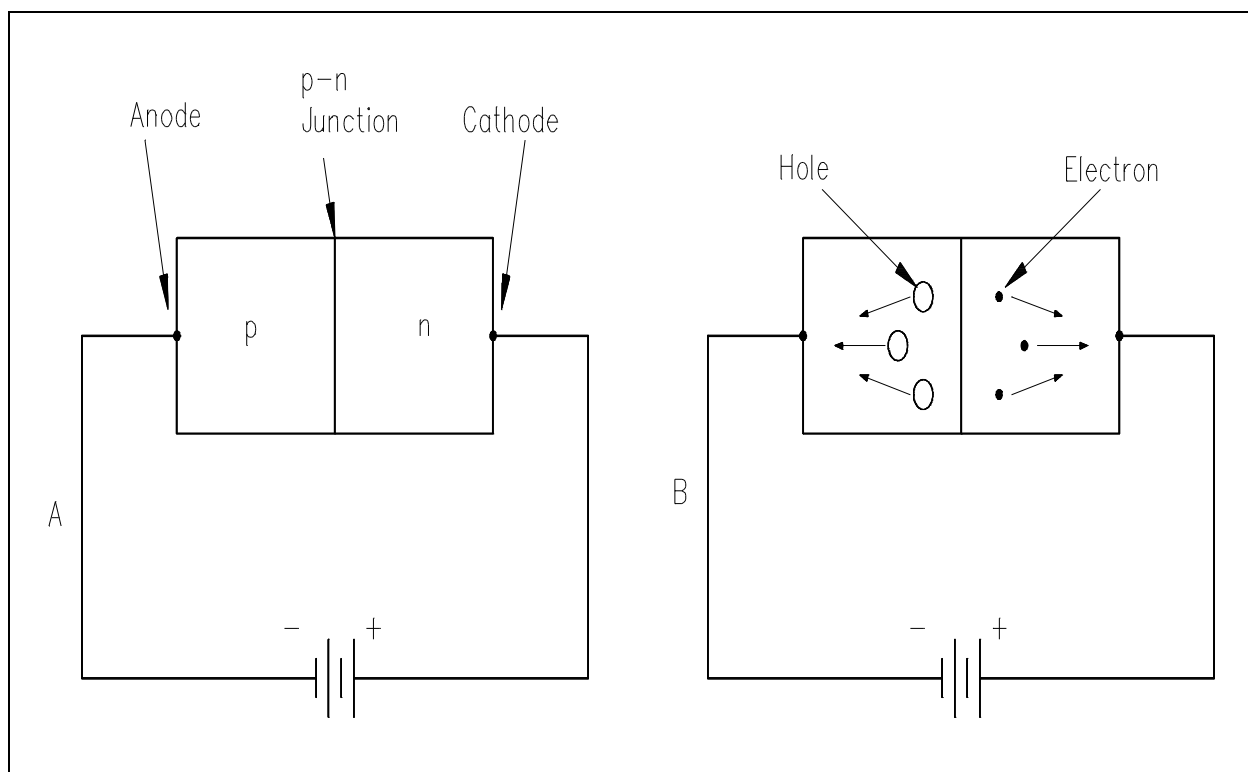 Anode
p-n
Junction
Cathode
p
n
A
- +
Hole
Electron
B
- +